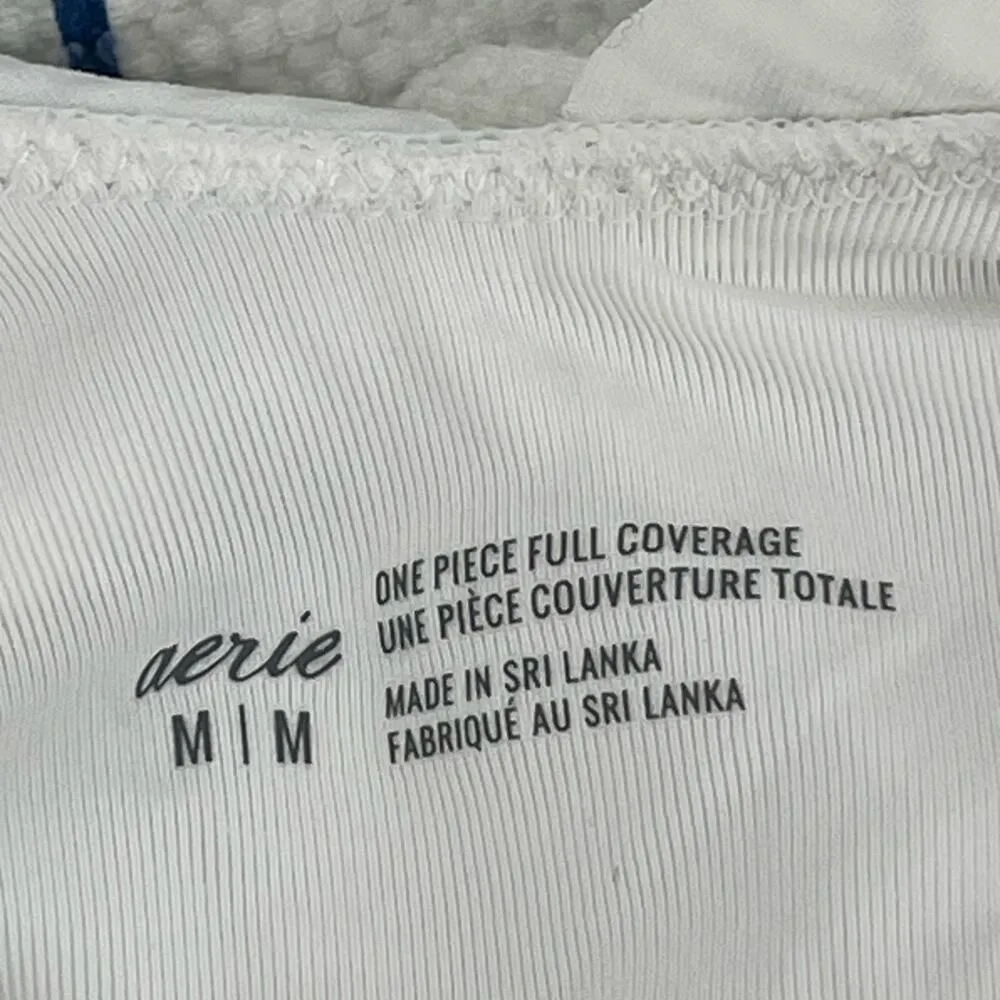 aerie
M | M
ONE PIECE FULL COVERAGE
UNE PIÈCE COUVERTURE TOTALE
MADE IN SRI LANKA
FABRIQUÉ AU SRI LANKA